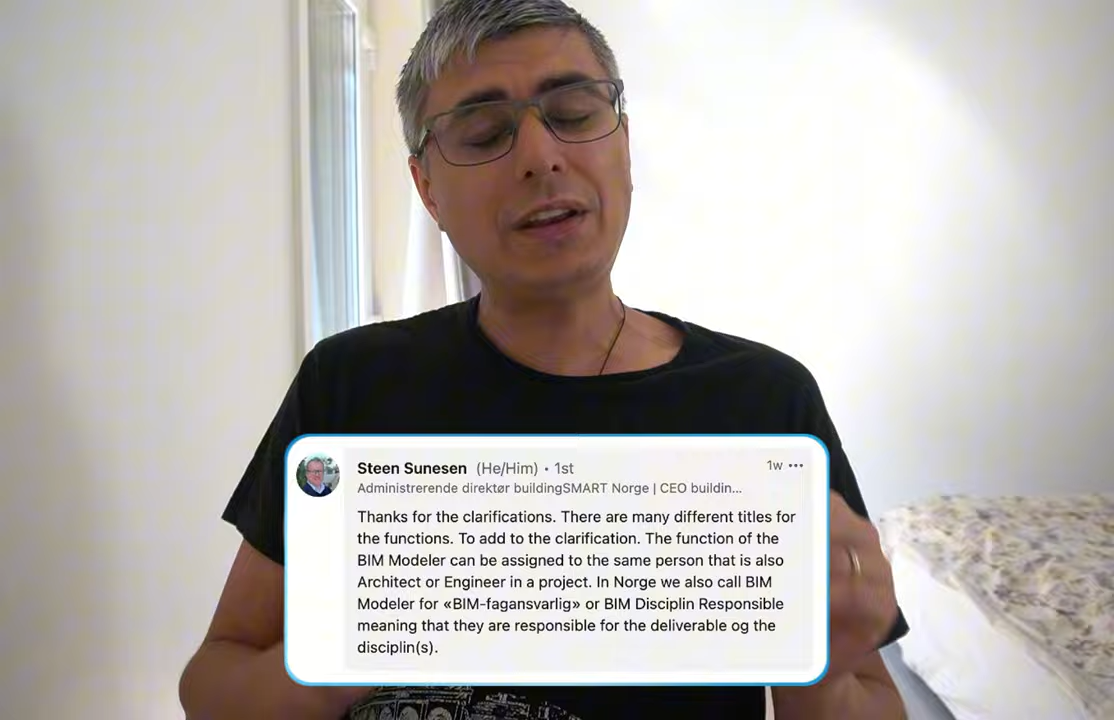 Steen Sunesen (He/Him) • 1st
1w •••
Administrerende direktør buildingSMART Norge | CEO buildin...
Thanks for the clarifications. There are many different titles for
the functions. To add to the clarification. The function of the
BIM Modeler can be assigned to the same person that is also
Architect or Engineer in a project. In Norge we also call BIM
Modeler for «BIM-fagansvarlig» or BIM Disciplin Responsible
meaning that they are responsible for the deliverable og the
disciplin(s).